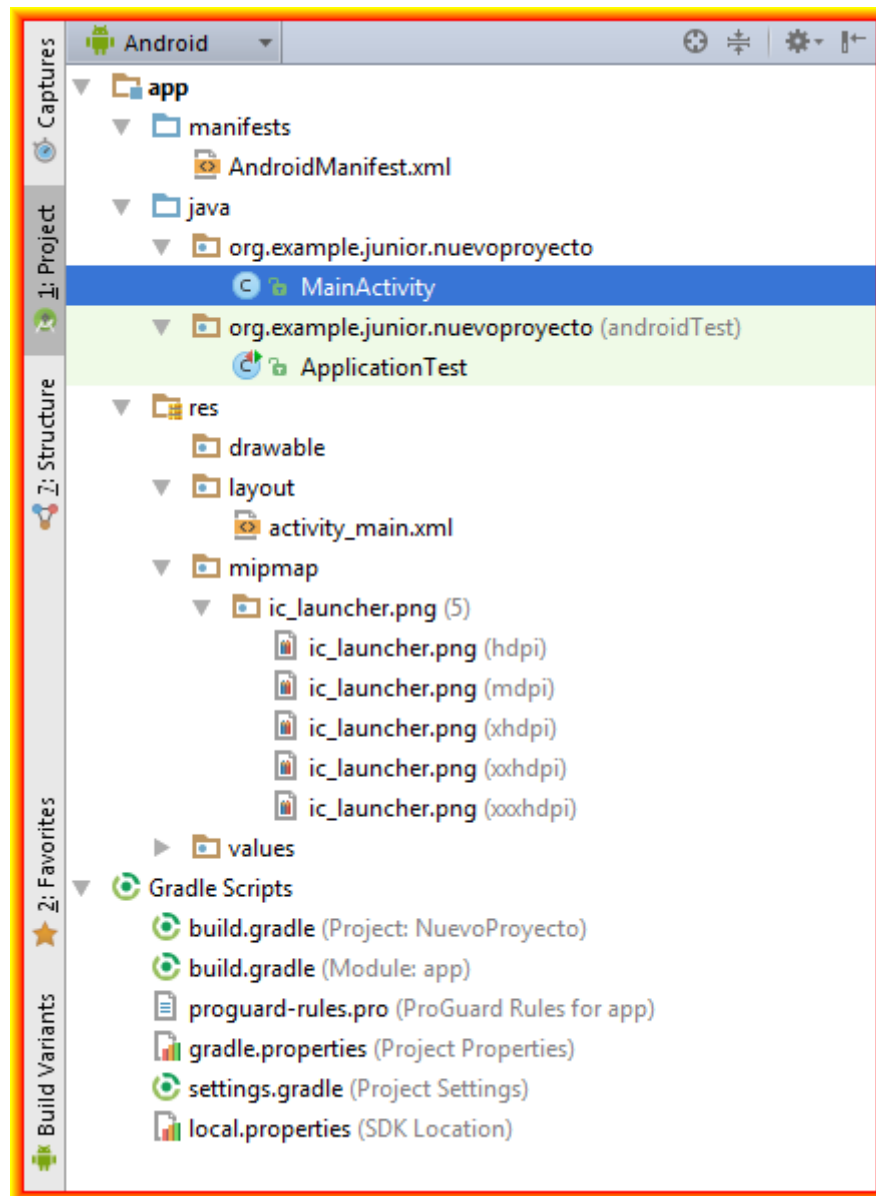 Android
Captures
1: Project
7: Structure
2: Favorites
Build Variants
app
manifests
AndroidManifest.xml
java
org.example.junior.nuevoproyecto
MainActivity
org.example.junior.nuevoproyecto (androidTest)
ApplicationTest
res
drawable
layout
activity_main.xml
mipmap
ic_launcher.png (5)
ic_launcher.png (hdpi)
ic_launcher.png (mdpi)
ic_launcher.png (xhdpi)
ic_launcher.png (xxhdpi)
ic_launcher.png (xxxhdpi)
values
Gradle Scripts
build.gradle (Project: NuevoProyecto)
build.gradle (Module: app)
proguard-rules.pro (ProGuard Rules for app)
gradle.properties (Project Properties)
settings.gradle (Project Settings)
local.properties (SDK Location)